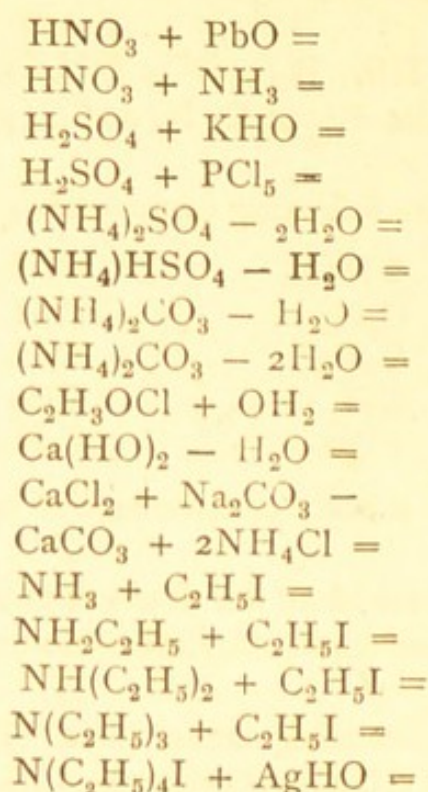 HNO₃ + PbO =
HNO₃ + NH₃ =
H₂SO₄ + KHO =
H₂SO₄ + PCl₅ =
(NH₄)₂SO₄ − ₂H₂O =
(NH₄)HSO₄ − H₂O =
(NH₄)₂CO₃ − H₂O =
(NH₄)₂CO₃ − 2H₂O =
C₂H₃OCl + OH₂ =
Ca(HO)₂ − H₂O =
CaCl₂ + Na₂CO₃ −
CaCO₃ + 2NH₄Cl =
NH₃ + C₂H₅I =
NH₂C₂H₅ + C₂H₅I =
NH(C₂H₅)₂ + C₂H₅I =
N(C₂H₅)₃ + C₂H₅I =
N(C₂H₅)₄I + AgHO =